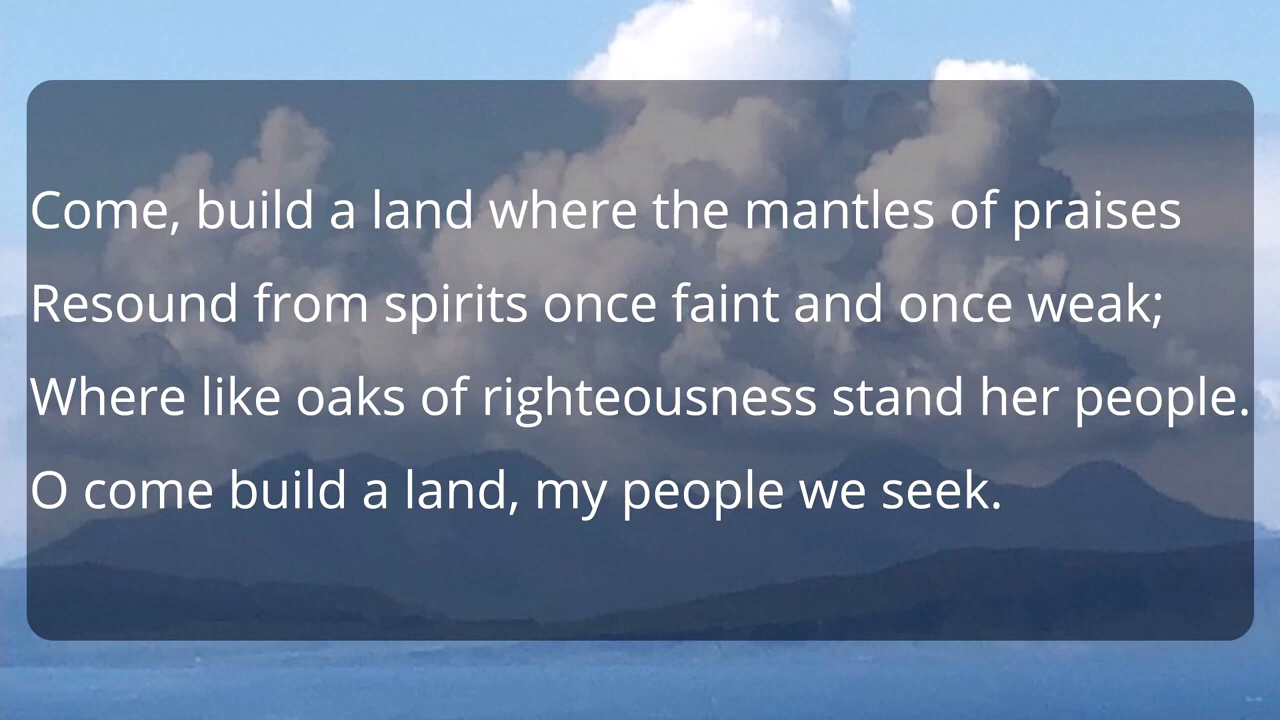 Come, build a land where the mantles of praises
Resound from spirits once faint and once weak;
Where like oaks of righteousness stand her people.
O come build a land, my people we seek.